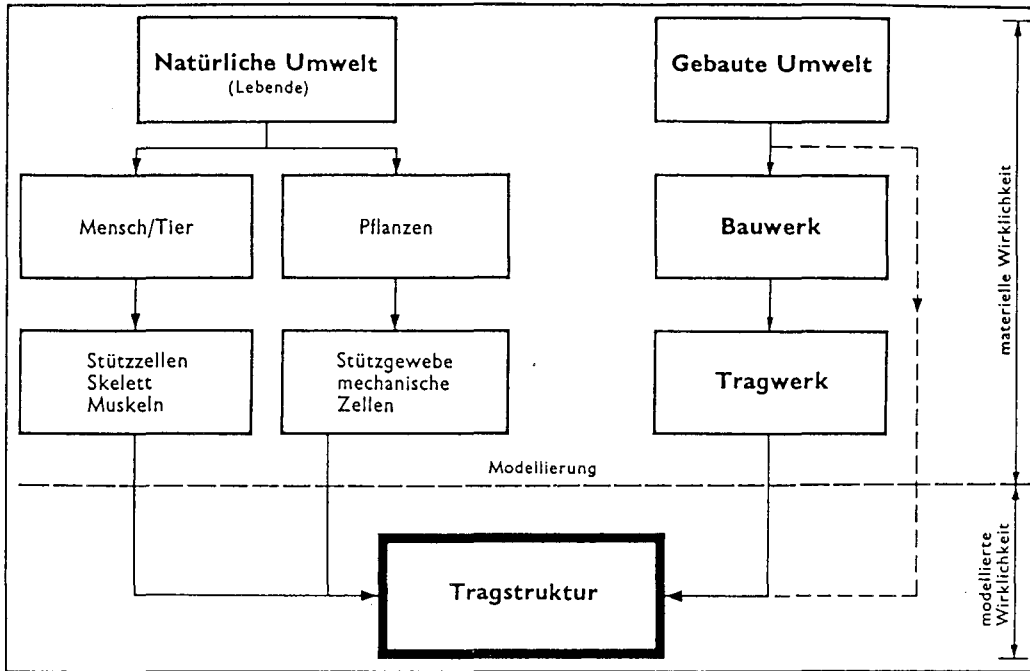 Natürliche Umwelt
(Lebende)
Gebaute Umwelt
Mensch/Tier
Pflanzen
Bauwerk
Stützzellen
Skelett
Muskeln
Stützgewebe
mechanische
Zellen
Tragwerk
materielle Wirklichkeit
Modellierung
Tragstruktur
modellierte
Wirklichkeit